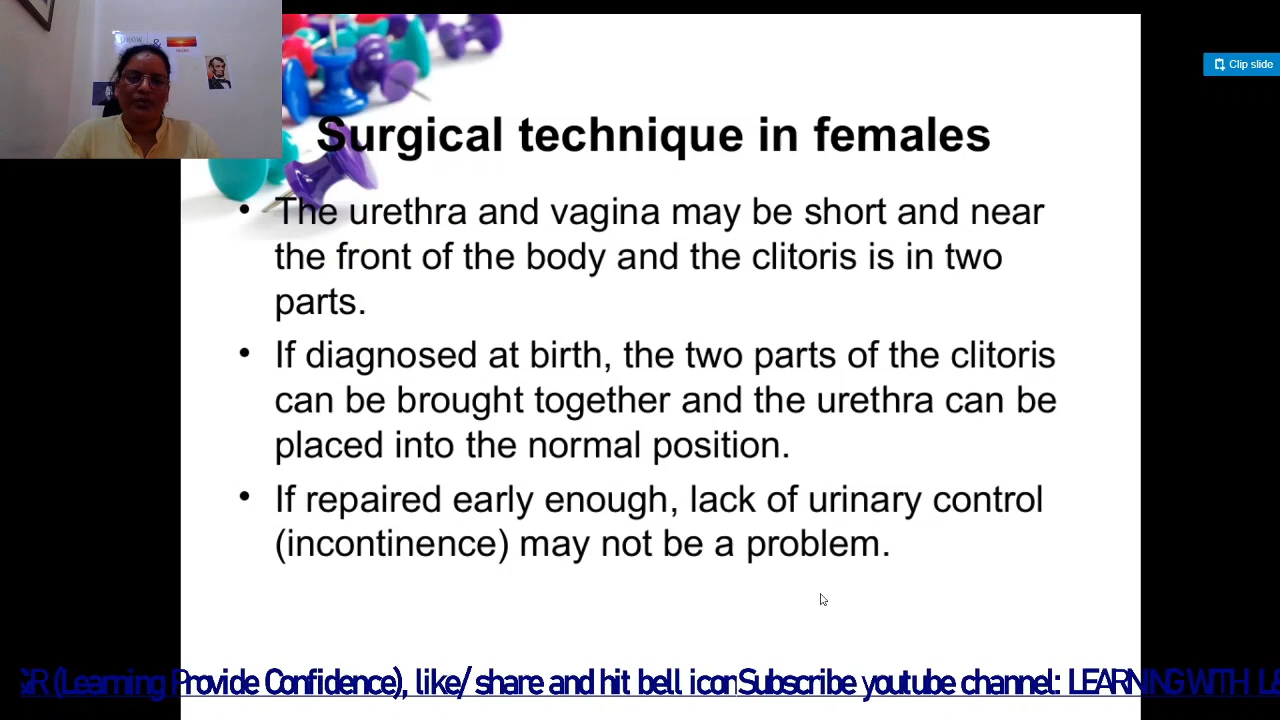 Clip slide
Surgical technique in females
• The urethra and vagina may be short and near
the front of the body and the clitoris is in two
parts.
• If diagnosed at birth, the two parts of the clitoris
can be brought together and the urethra can be
placed into the normal position.
• If repaired early enough, lack of urinary control
(incontinence) may not be a problem.
(Learning Provide Confidence), like/ share and hit bell icon Subscribe youtube channel: LEARNING WITH